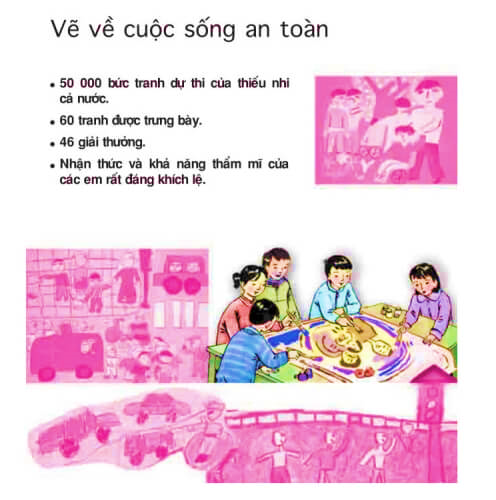 Vẽ về cuộc sống an toàn
• 50 000 bức tranh dự thi của thiếu nhi
cả nước.
• 60 tranh được trưng bày.
• 46 giải thưởng.
• Nhận thức và khả năng thẩm mĩ của
các em rất đáng khích lệ.